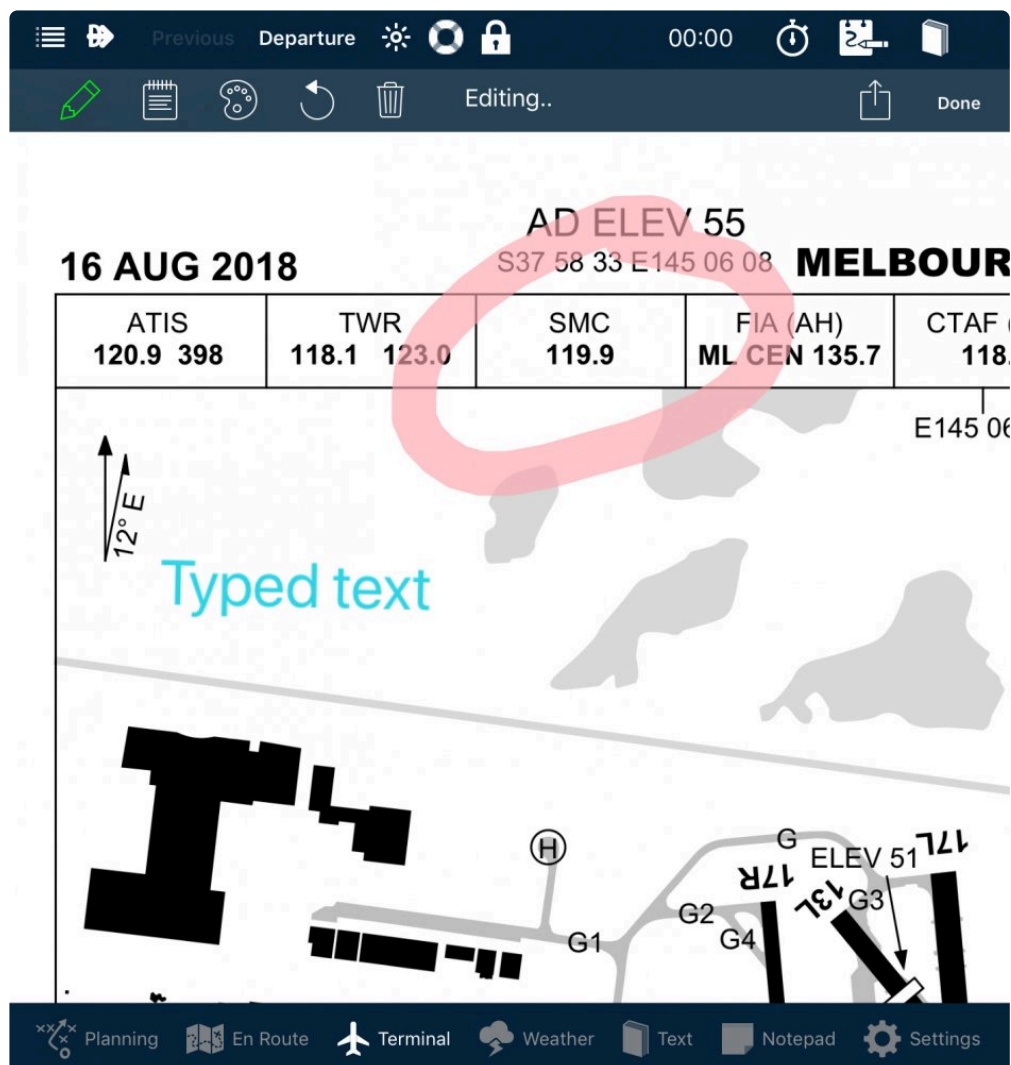 Previous Departure 00:00
Editing.. Done
AD ELEV 55
16 AUG 2018 S37 58 33 E145 06 08 MELBOUR
ATIS TWR SMC FIA (AH) CTAF (
120.9 398 118.1 123.0 119.9 ML CEN 135.7 118.
E145 06
12° E
Typed text
H G ELEV 51 17L
17R 13L G3
G2
G1 G4
Planning En Route Terminal Weather Text Notepad Settings